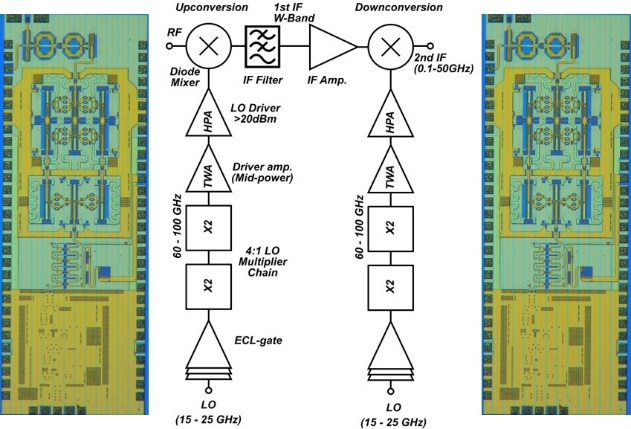 Upconversion
1st IF
W-Band
Downconversion
RF
Diode
Mixer
IF Filter
IF Amp.
2nd IF
(0.1-50GHz)
HPA
LO Driver
>20dBm
HPA
TWA
Driver amp.
(Mid-power)
TWA
60 - 100 GHz
X2
X2
4:1 LO
Multiplier
Chain
60 - 100 GHz
X2
X2
ECL-gate
LO
(15 - 25 GHz)
LO
(15 - 25 GHz)